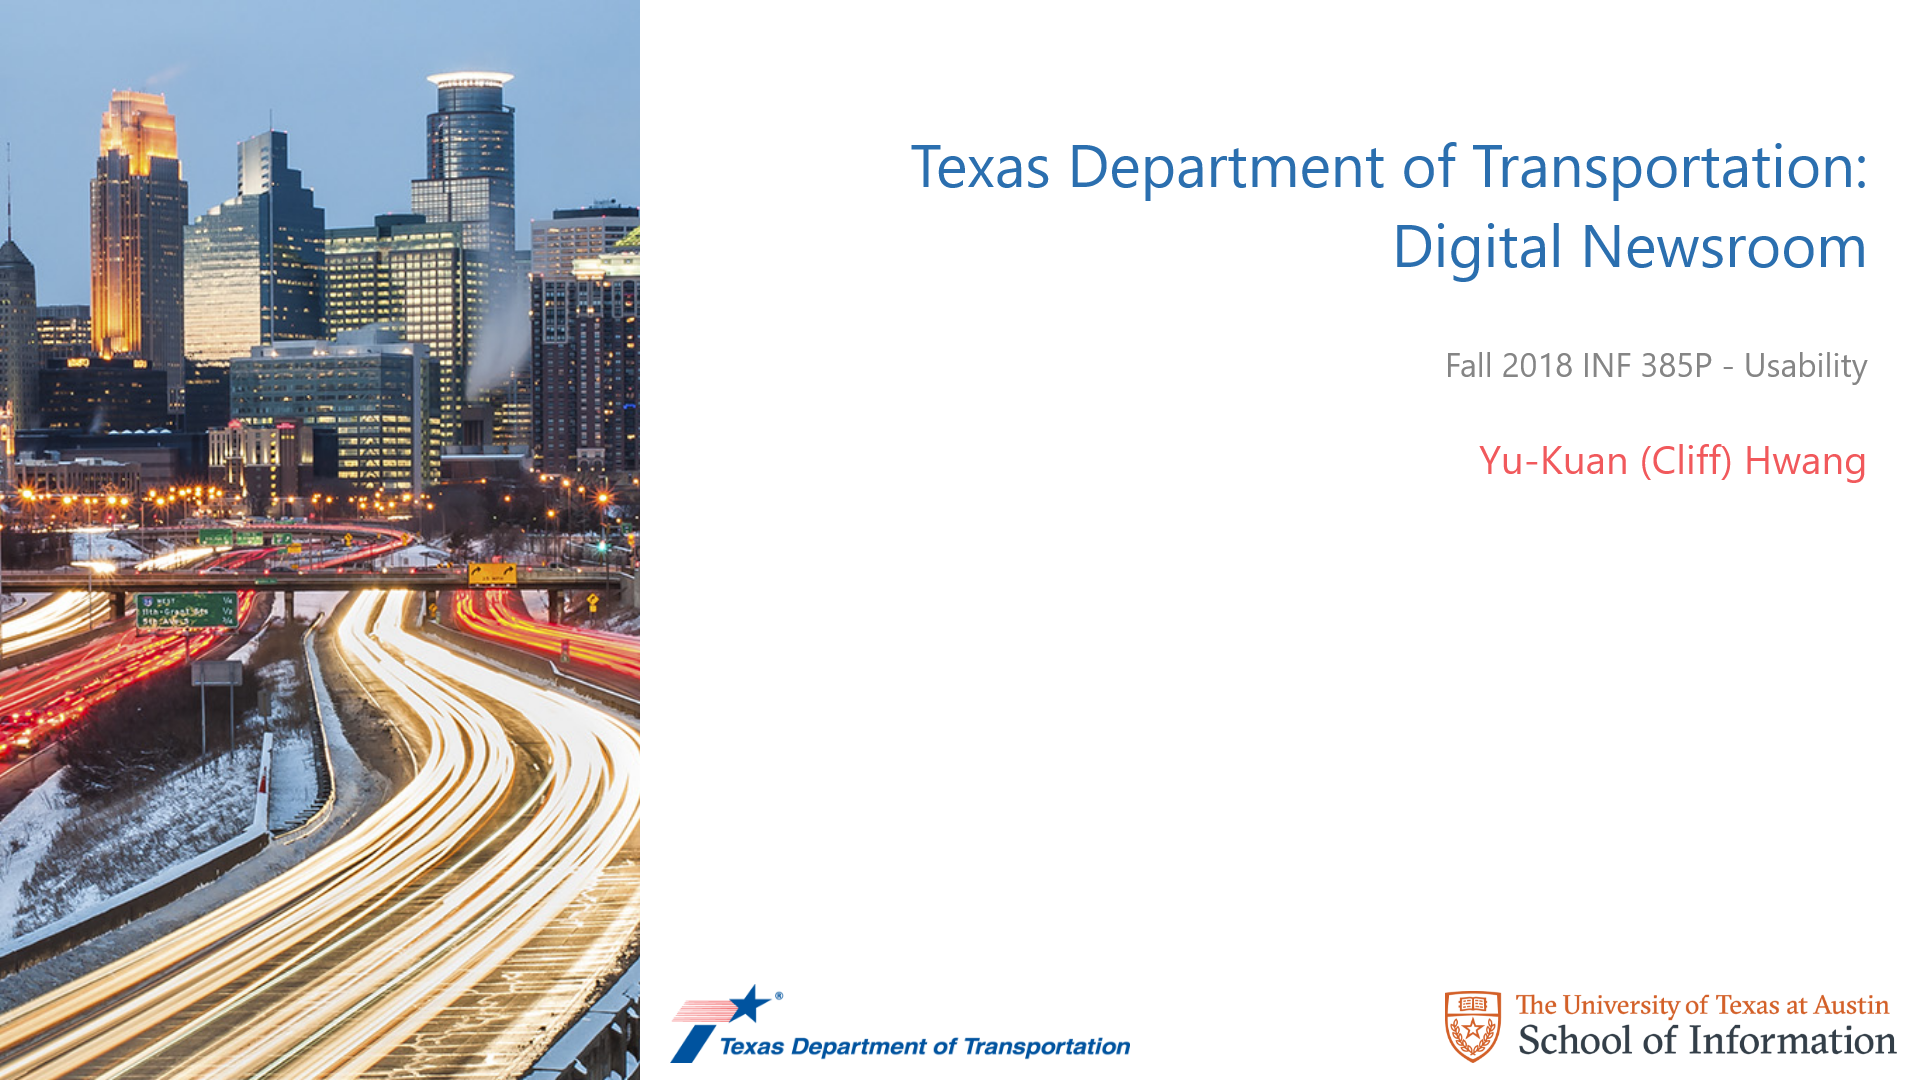 Texas Department of Transportation:
Digital Newsroom
Fall 2018 INF 385P - Usability
Yu-Kuan (Cliff) Hwang
WEST
®
Texas Department of Transportation
The University of Texas at Austin
School of Information